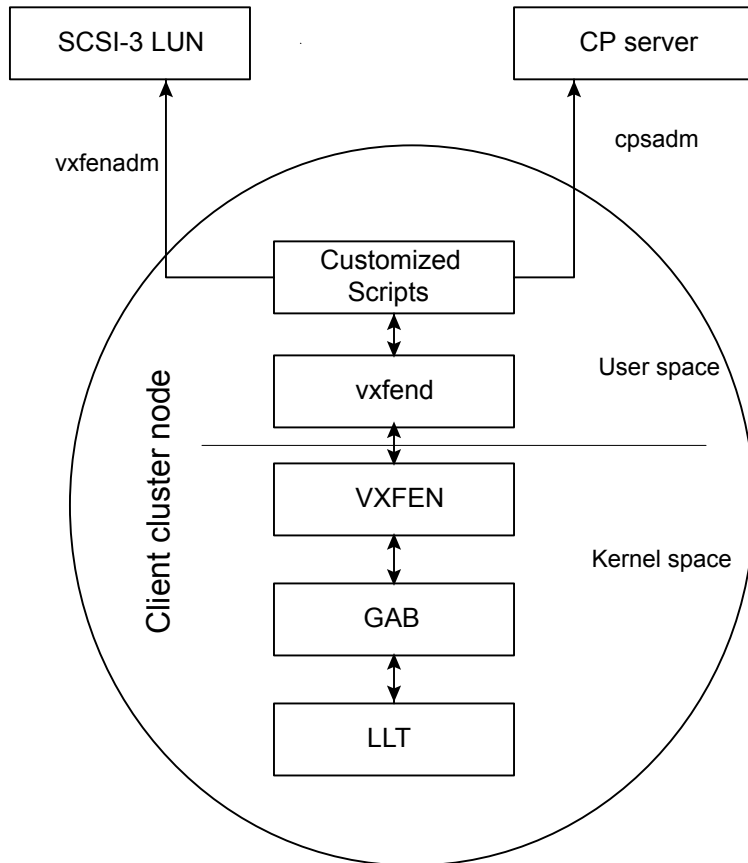 SCSI-3 LUN
CP server
vxfenadm
cpsadm
Customized
Scripts
vxfend
User space
Client cluster node
VXFEN
Kernel space
GAB
LLT